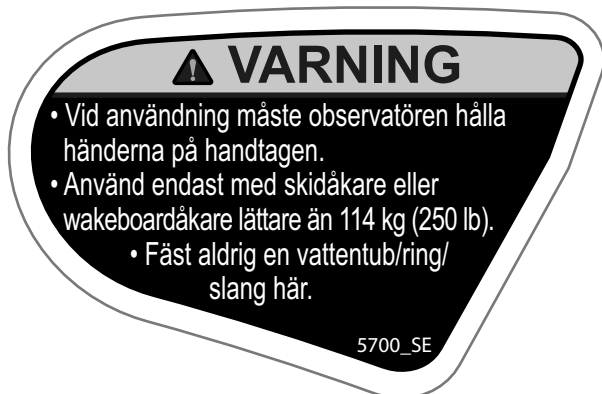 VARNING
• Vid användning måste observatören hålla
händerna på handtagen.
• Använd endast med skidåkare eller
wakeboardåkare lättare än 114 kg (250 lb).
• Fäst aldrig en vattentub/ring/
slang här.
5700_SE